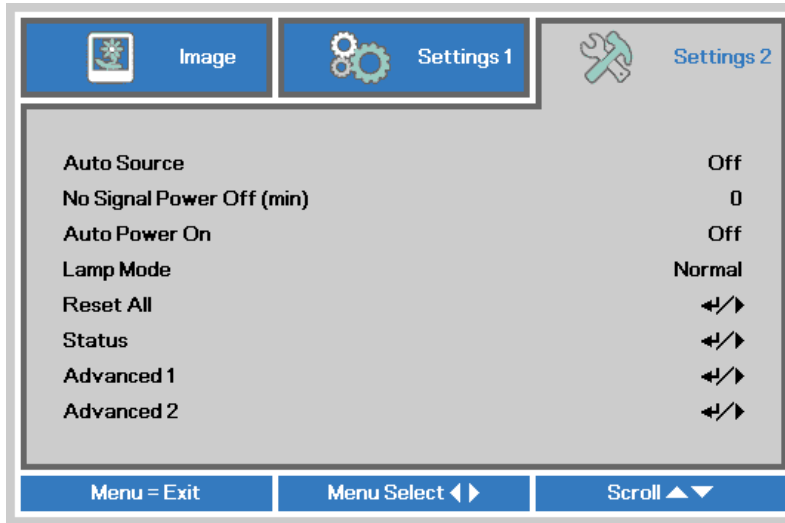 Image Settings 1 Settings 2
Auto Source Off
No Signal Power Off (min) 0
Auto Power On Off
Lamp Mode Normal
Reset All ↵/▶
Status ↵/▶
Advanced 1 ↵/▶
Advanced 2 ↵/▶
Menu = Exit Menu Select ◀▶ Scroll ▲▼